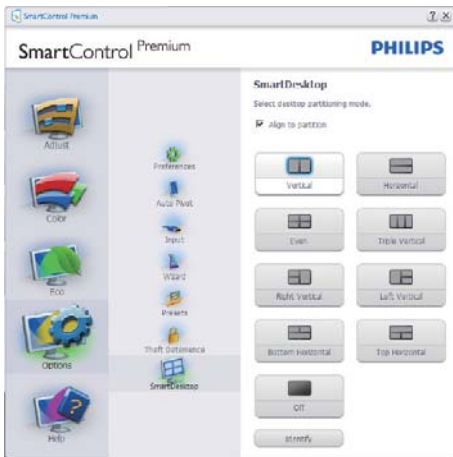 SmartControl Premium
SmartControl Premium
PHILIPS
Adjust
Color
Eco
Options
Help
Preferences
Auto Pivot
Input
Wizard
Presets
Theft Deterrence
SmartDesktop
SmartDesktop
Select desktop partitioning mode.
Align to partition
Vertical
Horizontal
Even
Triple Vertical
Right Vertical
Left Vertical
Bottom Horizontal
Top Horizontal
Off
Identify